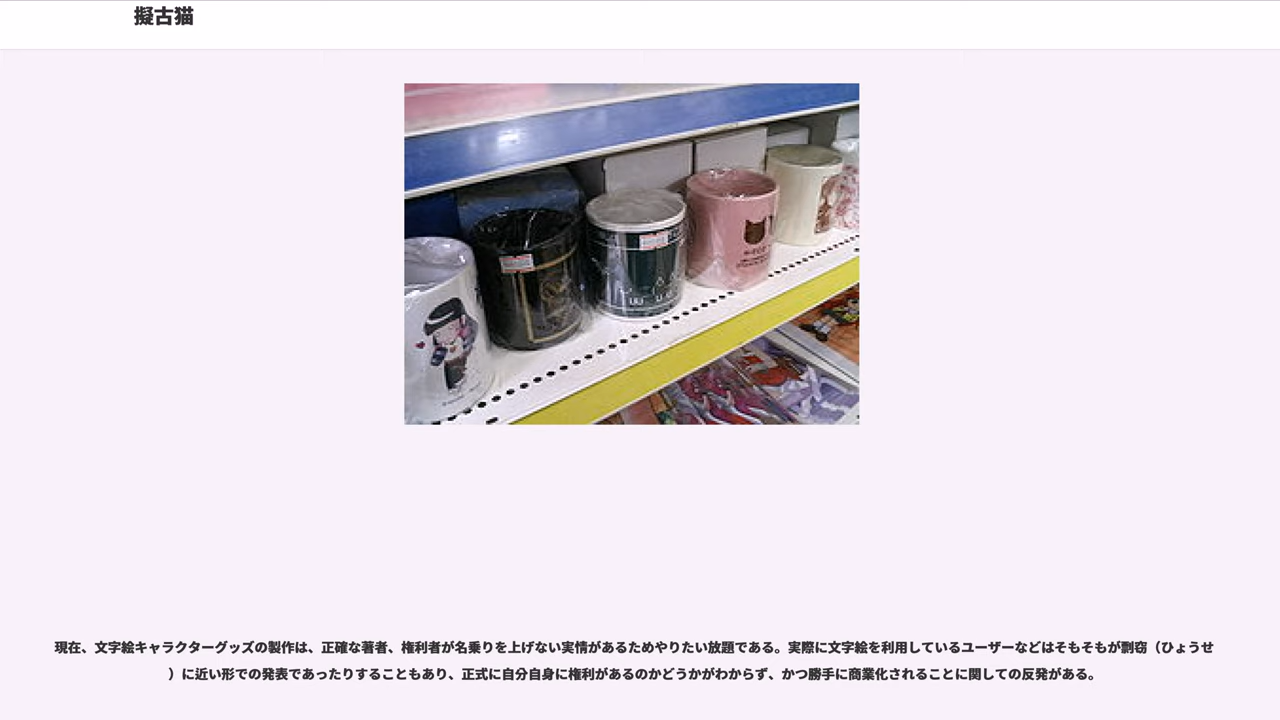 擬古猫
現在、文字絵キャラクターグッズの製作は、正確な著者、権利者が名乗りを上げない実情があるためやりたい放題である。実際に文字絵を利用しているユーザーなどはそもそもが剽窃（ひょうせ
）に近い形での発表であったりすることもあり、正式に自分自身に権利があるのかどうかがわからず、かつ勝手に商業化されることに関しての反発がある。